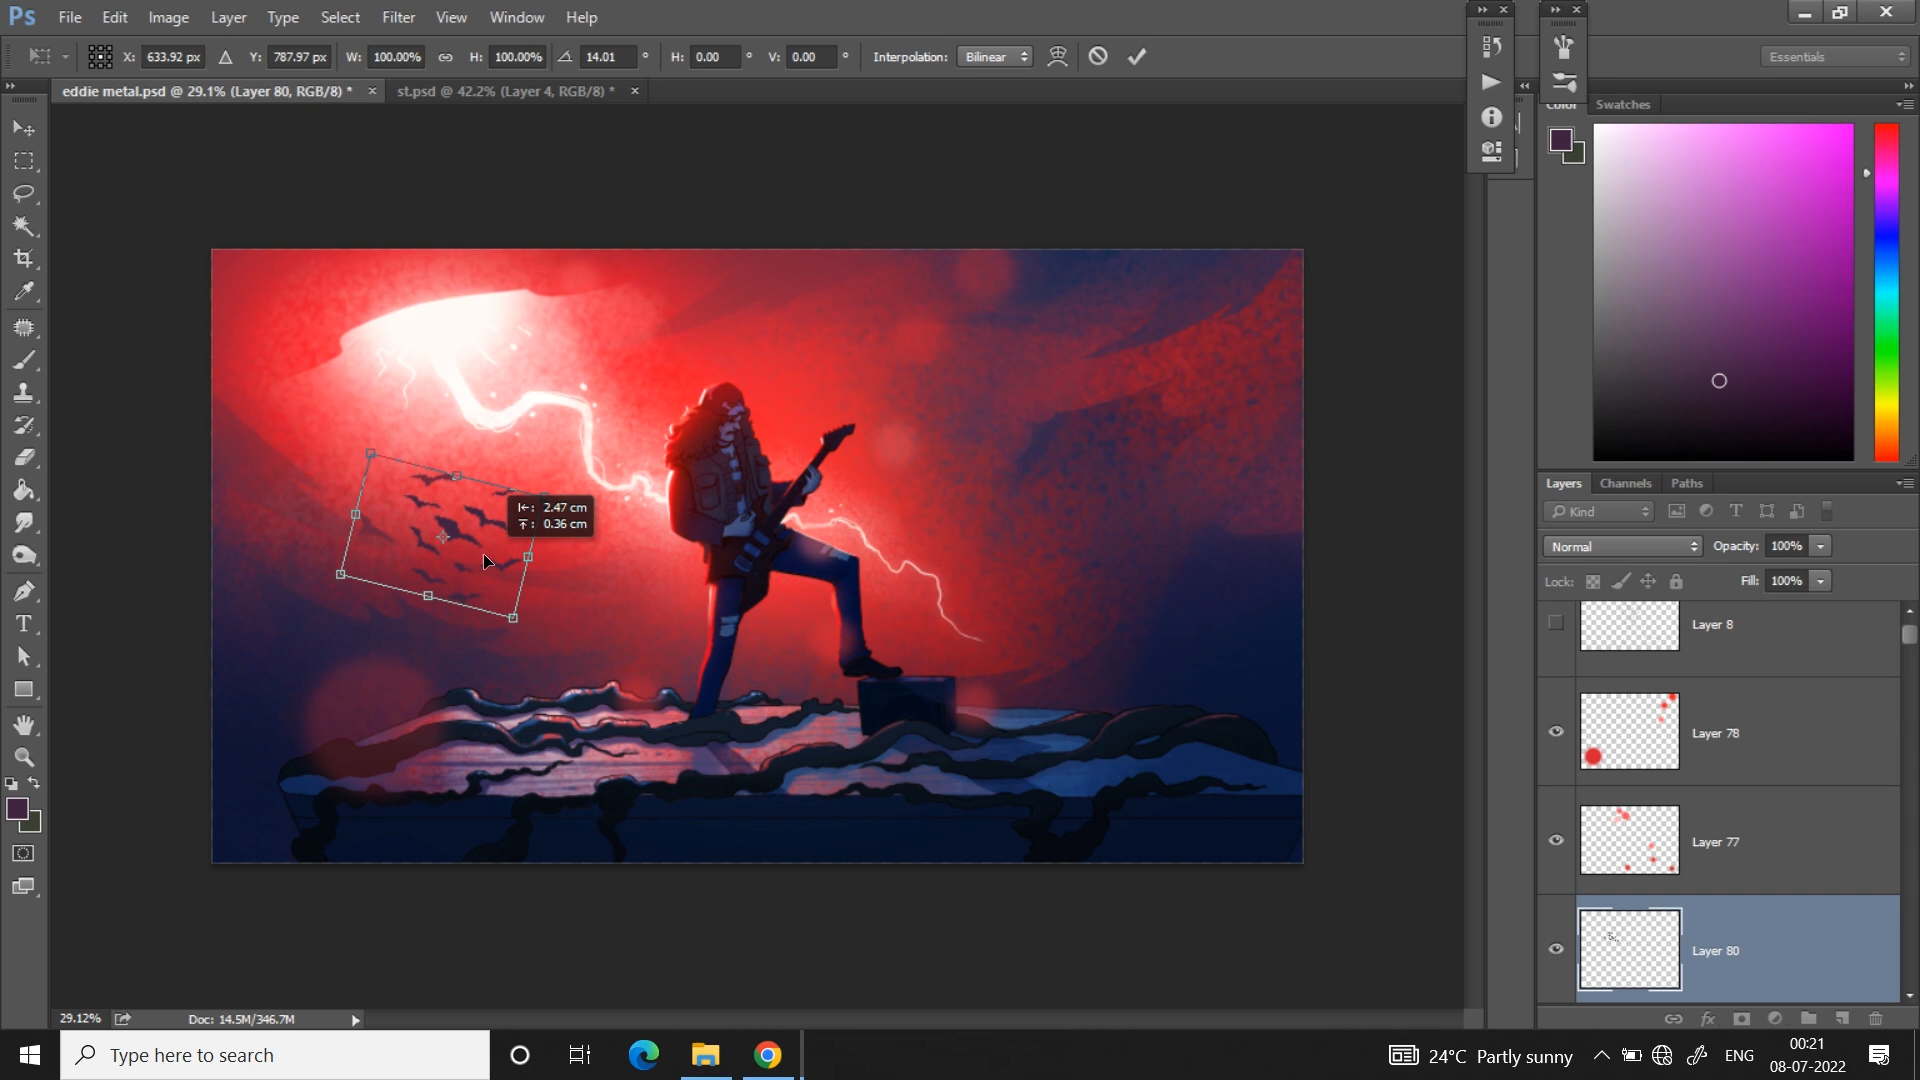 Ps File Edit Image Layer Type Select Filter View Window Help
X: 633.92 px Y: 787.97 px W: 100.00% H: 100.00% 14.01 ° H: 0.00 ° V: 0.00 ° Interpolation: Bilinear Essentials
eddie metal.psd @ 29.1% (Layer 80, RGB/8) * × st.psd @ 42.2% (Layer 4, RGB/8) * ×
Color Swatches
2.47 cm
0.36 cm
Layers Channels Paths
Kind
Normal Opacity: 100%
Lock: Fill: 100%
Layer 8
Layer 78
Layer 77
Layer 80
29.12% Doc: 14.5M/346.7M
Type here to search
24°C Partly sunny ENG
00:21
08-07-2022